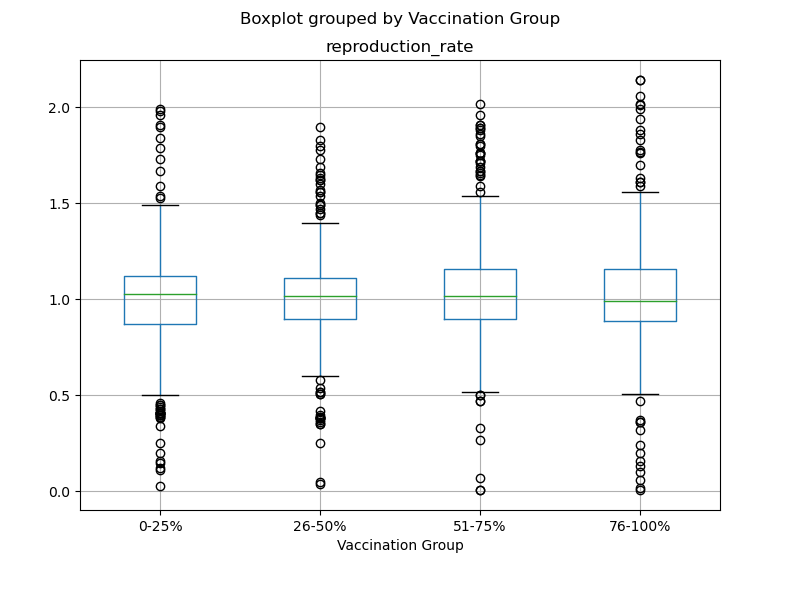 Boxplot grouped by Vaccination Group
reproduction_rate
2.0
1.5
1.0
0.5
0.0
0-25% 26-50% 51-75% 76-100%
Vaccination Group